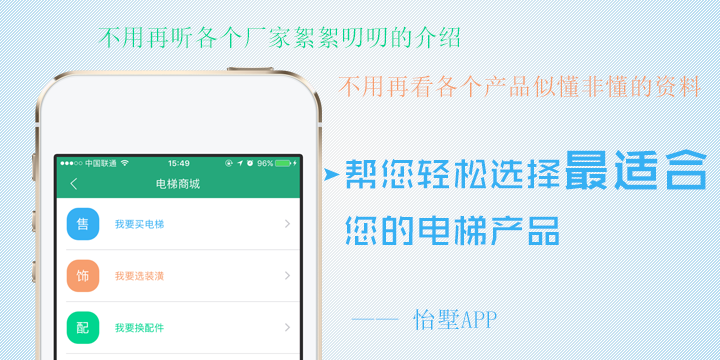 不用再听各个厂家絮絮叨叨的介绍
不用再看各个产品似懂非懂的资料
中国联通 15:49 96%
电梯商城
售 我要买电梯
饰 我要选装潢
配 我要换配件
帮您轻松选择最适合
您的电梯产品
—— 怡墅APP